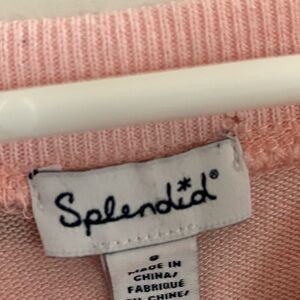 Splendid®
MADE IN
CHINA/
FABRIQUÉ
EN CHINE/